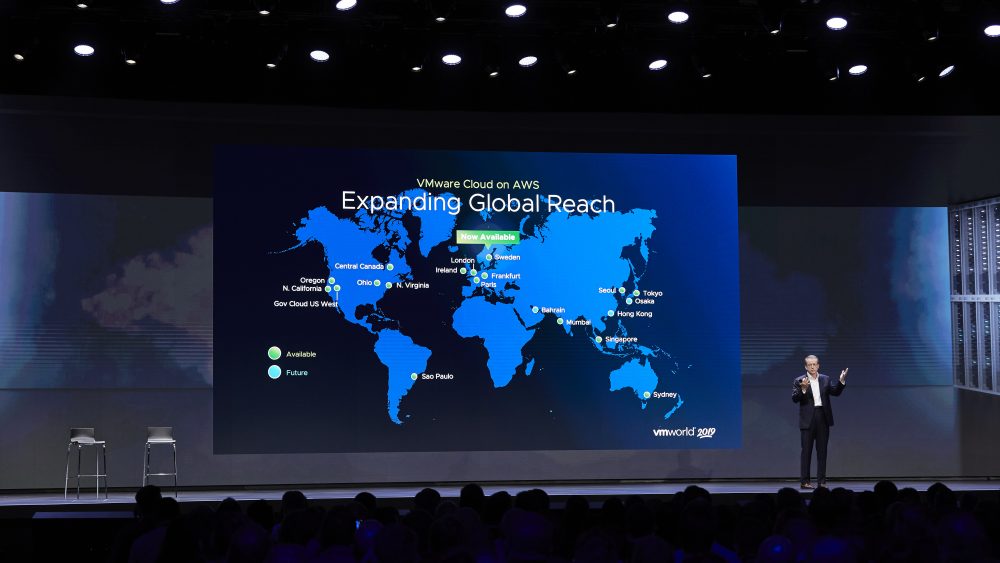 VMware Cloud on AWS
Expanding Global Reach
Now Available
London
Sweden
Ireland
Frankfurt
Paris
Central Canada
Oregon
Ohio
N. Virginia
N. California
Gov Cloud US West
Seoul
Tokyo
Osaka
Bahrain
Hong Kong
Mumbai
Singapore
Available
Future
Sao Paulo
Sydney
vmworld 2019